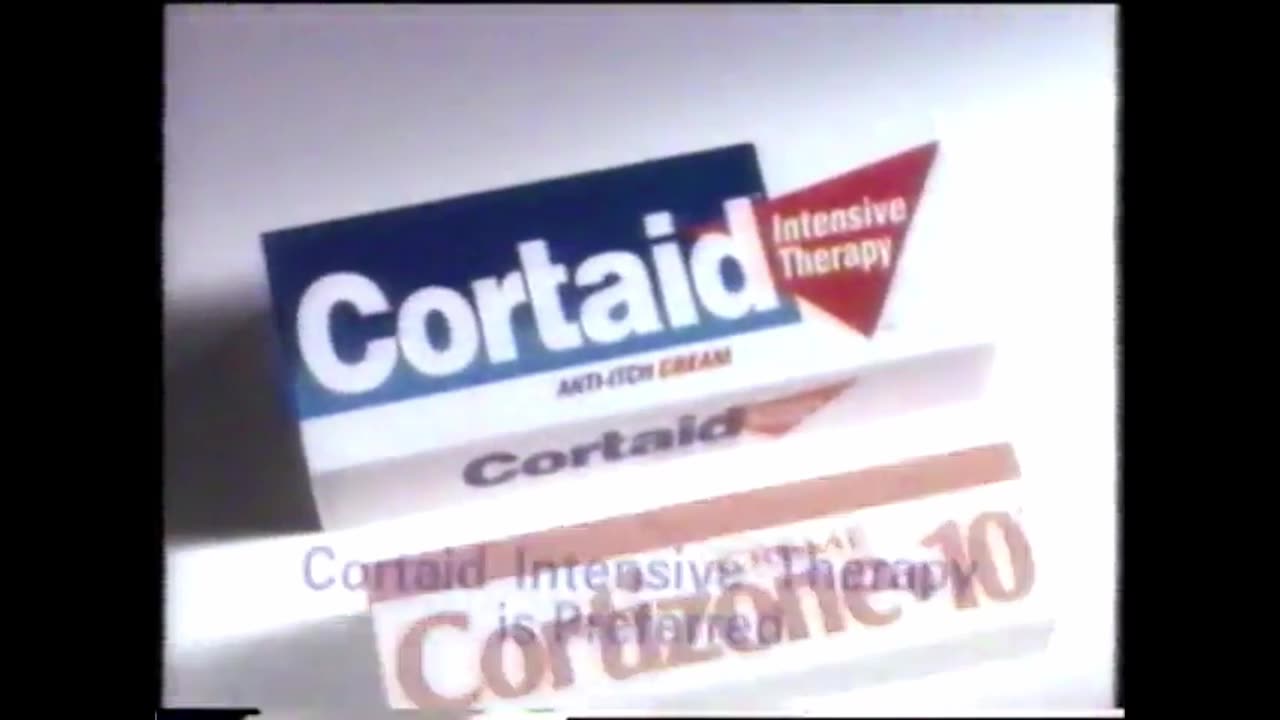 Cortaid
Intensive
Therapy
ANTI-ITCH CREAM
Cortaid
Cortaid Intensive Therapy
is Preferred
Cortizone-10